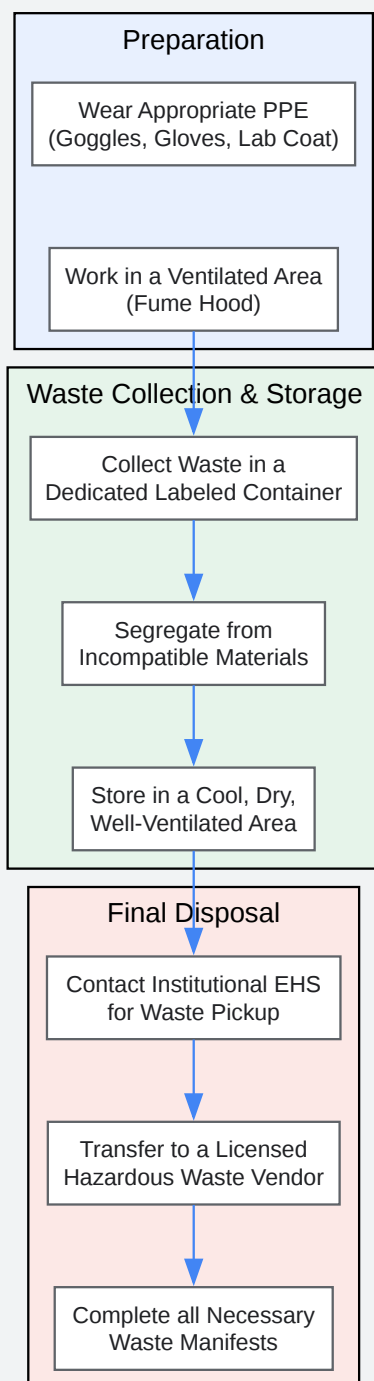 Preparation
Wear Appropriate PPE
(Goggles, Gloves, Lab Coat)
Work in a Ventilated Area
(Fume Hood)
Waste Collection & Storage
Collect Waste in a
Dedicated Labeled Container
Segregate from
Incompatible Materials
Store in a Cool, Dry,
Well-Ventilated Area
Final Disposal
Contact Institutional EHS
for Waste Pickup
Transfer to a Licensed
Hazardous Waste Vendor
Complete all Necessary
Waste Manifests